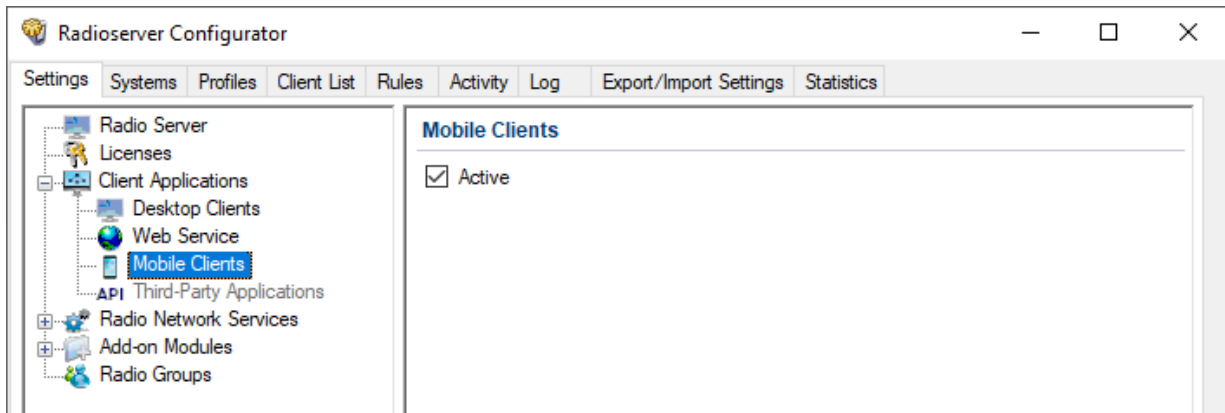 Radioserver Configurator
Settings Systems Profiles Client List Rules Activity Log Export/Import Settings Statistics
Radio Server
Licenses
Client Applications
Desktop Clients
Web Service
Mobile Clients
API Third-Party Applications
Radio Network Services
Add-on Modules
Radio Groups
Mobile Clients
Active